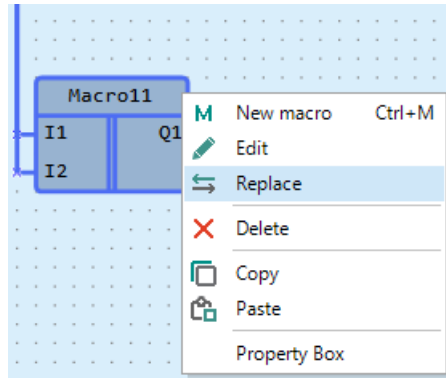 Macro11
I1 Q1
I2
M New macro Ctrl+M
Edit
Replace
Delete
Copy
Paste
Property Box